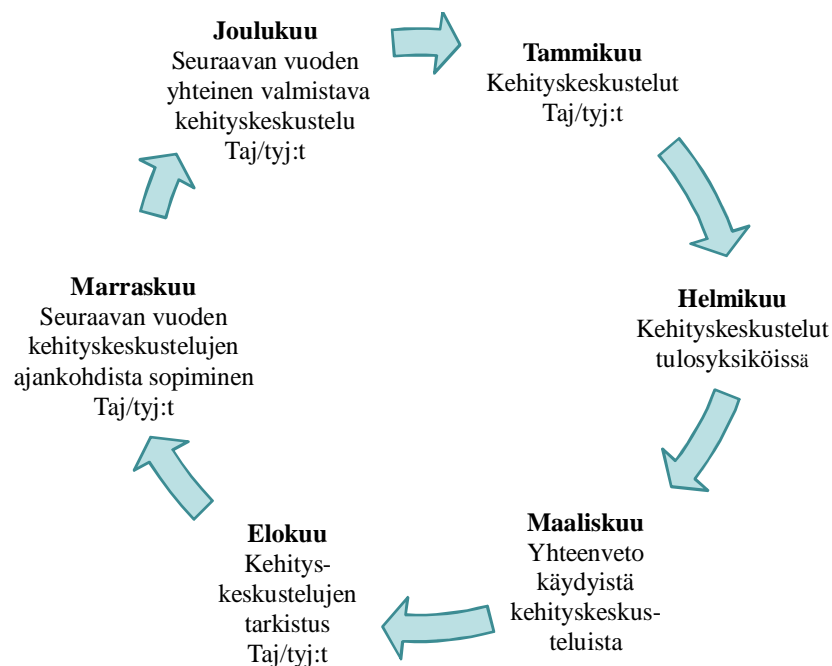 Joulukuu
Seuraavan vuoden
yhteinen valmistava
kehityskeskustelu
Taj/tyj:t
Tammikuu
Kehityskeskustelut
Taj/tyj:t
Helmikuu
Kehityskeskustelut
tulosyksiköissä
Maaliskuu
Yhteenveto
käydyistä
kehityskeskus-
teluista
Elokuu
Kehitys-
keskustelujen
tarkistus
Taj/tyj:t
Marraskuu
Seuraavan vuoden
kehityskeskustelujen
ajankohdista sopiminen
Taj/tyj:t